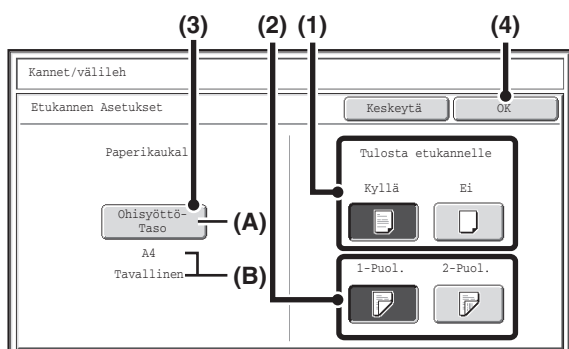 (3) (2) (1) (4)
Kannet/välileh
Etukannen Asetukset Keskeytä OK
Paperikaukal Tulosta etukannelle
Kyllä Ei
Ohisyöttö-
Taso
(A)
A4
Tavallinen
(B)
1-Puol. 2-Puol.